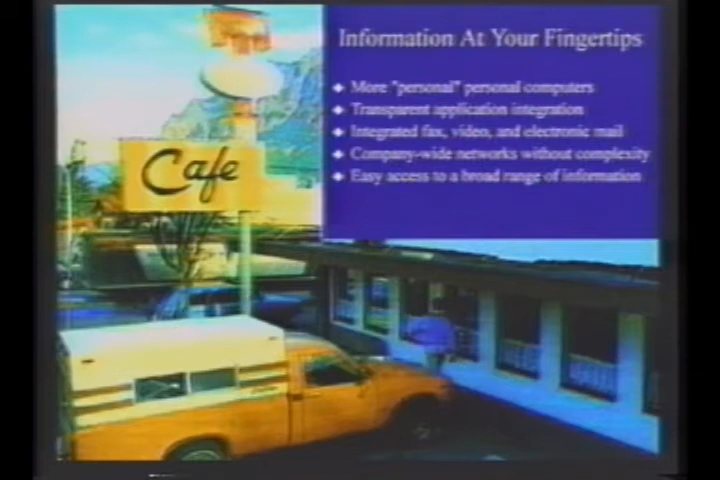 Information At Your Fingertips
More "personal" personal computers
Transparent application integration
Integrated fax, video, and electronic mail
Company-wide networks without complexity
Easy access to a broad range of information
Cafe